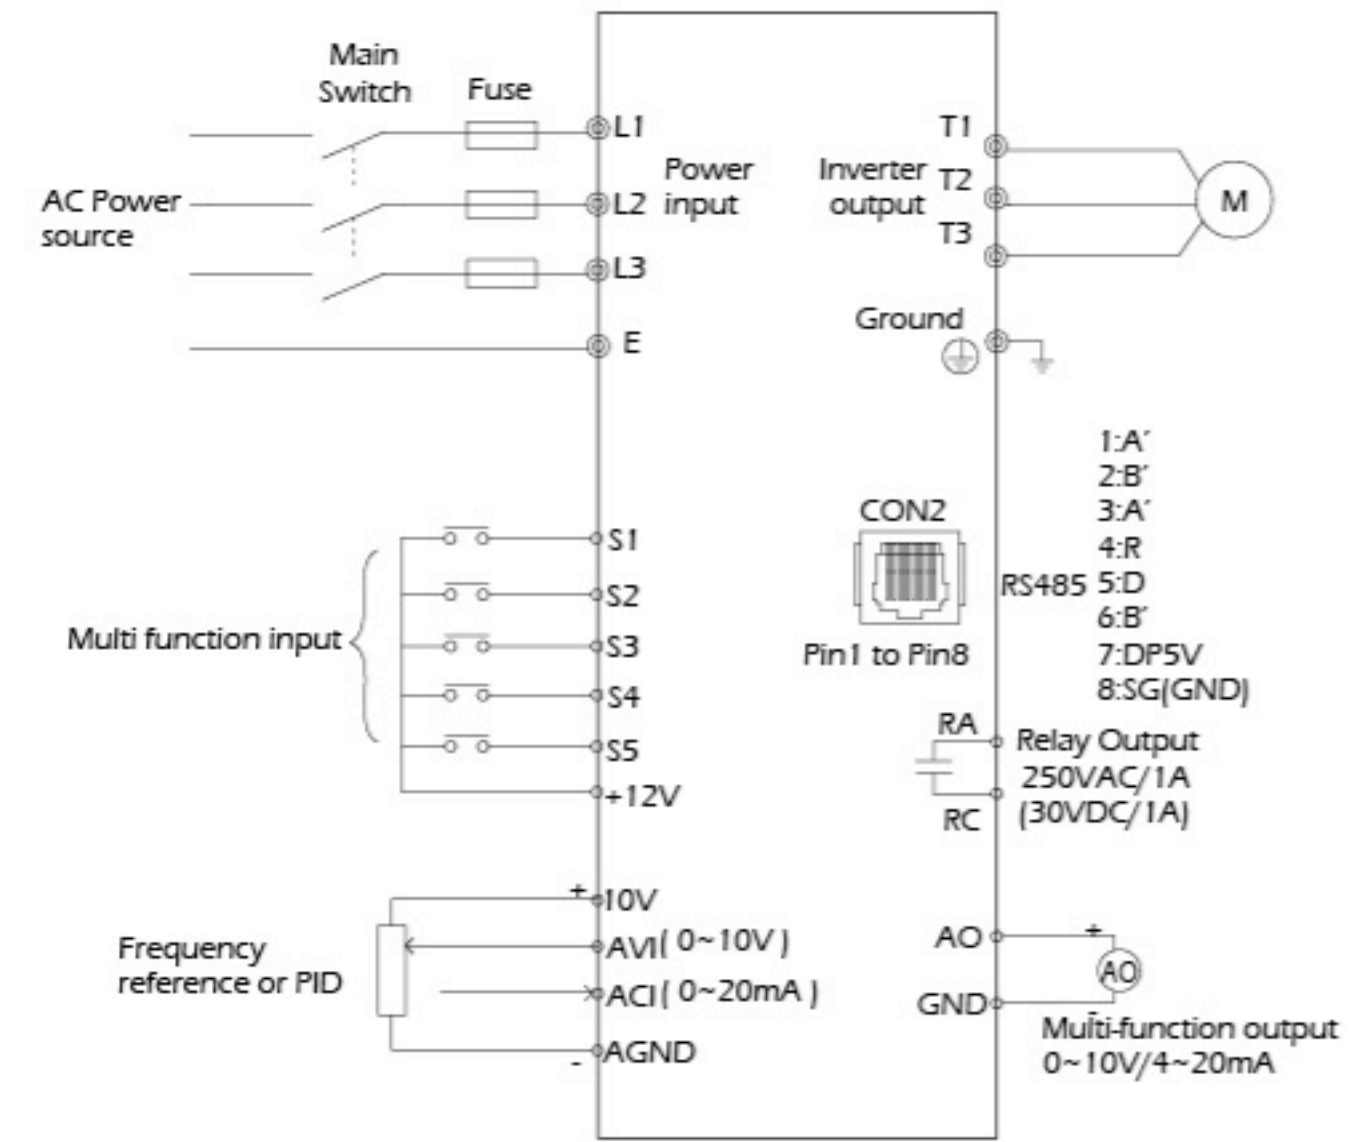 Main
Switch
Fuse
AC Power
source
L1
L2
L3
E
Power
input
Inverter
output
T1
T2
T3
M
Ground
Multi function input
S1
S2
S3
S4
S5
+12V
CON2
Pin1 to Pin8
RS485
1:A´
2:B´
3:A´
4:R
5:D
6:B´
7:DP5V
8:SG(GND)
RA
RC
Relay Output
250VAC/1A
(30VDC/1A)
Frequency
reference or PID
+
10V
AVI( 0~10V )
ACI( 0~20mA )
AGND
-
AO
GND
+
AO
-
Multi-function output
0~10V/4~20mA